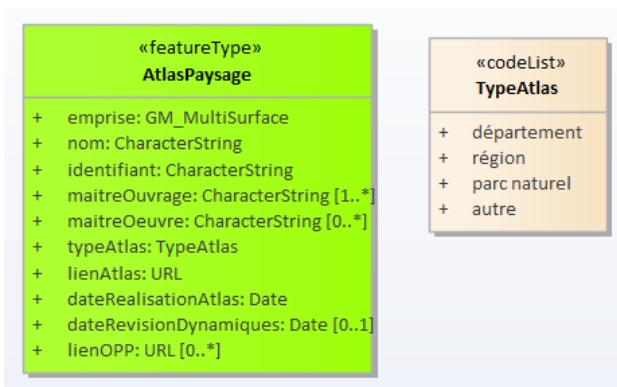 «featureType»
AtlasPaysage
+ emprise: GM_MultiSurface
+ nom: CharacterString
+ identifiant: CharacterString
+ maitreOuvrage: CharacterString [1..*]
+ maitreOeuvre: CharacterString [0..*]
+ typeAtlas: TypeAtlas
+ lienAtlas: URL
+ dateRealisationAtlas: Date
+ dateRevisionDynamiques: Date [0..1]
+ lienOPP: URL [0..*]
«codeList»
TypeAtlas
+ département
+ région
+ parc naturel
+ autre